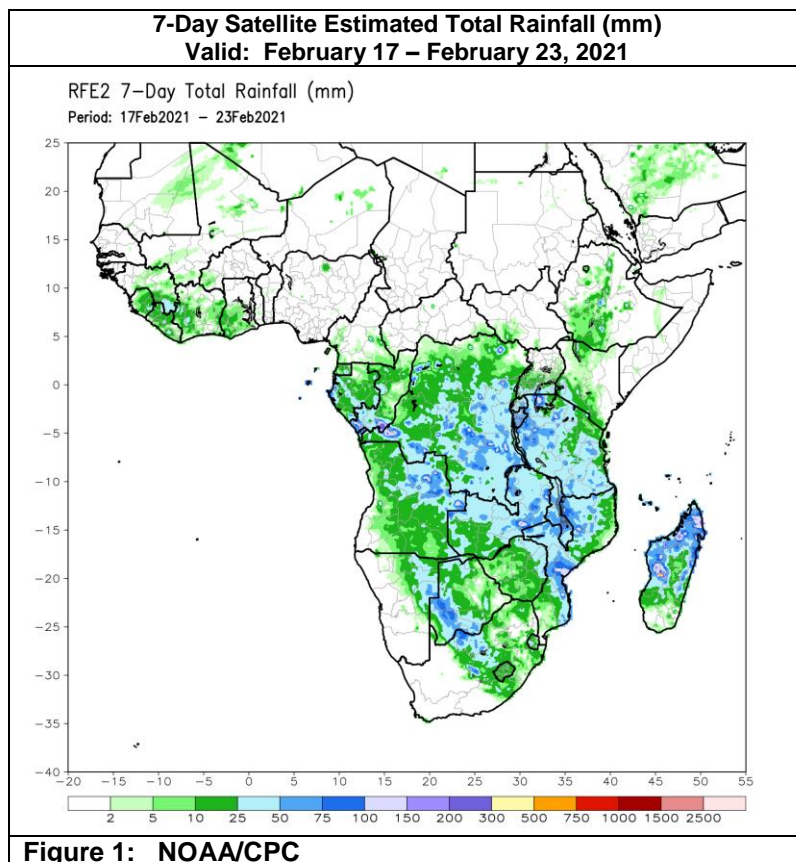 7-Day Satellite Estimated Total Rainfall (mm)
Valid: February 17 – February 23, 2021
RFE2 7-Day Total Rainfall (mm)
Period: 17Feb2021 - 23Feb2021
25
20
15
10
5
0
-5
-10
-15
-20
-25
-30
-35
-40
-20 -15 -10 -5 0 5 10 15 20 25 30 35 40 45 50 55
2 5 10 25 50 75 100 150 200 300 500 750 1000 1500 2500
Figure 1: NOAA/CPC